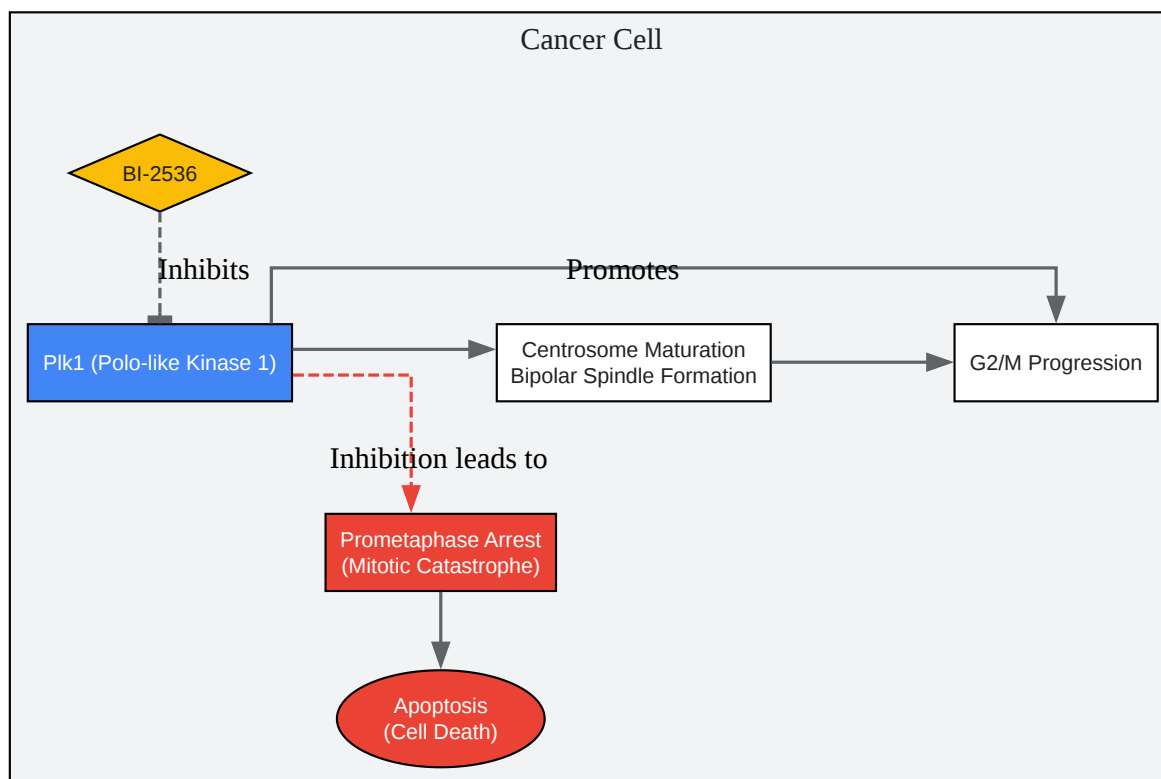 Cancer Cell
BI-2536
Inhibits
Promotes
Plk1 (Polo-like Kinase 1)
Centrosome Maturation
Bipolar Spindle Formation
G2/M Progression
Inhibition leads to
Prometaphase Arrest
(Mitotic Catastrophe)
Apoptosis
(Cell Death)